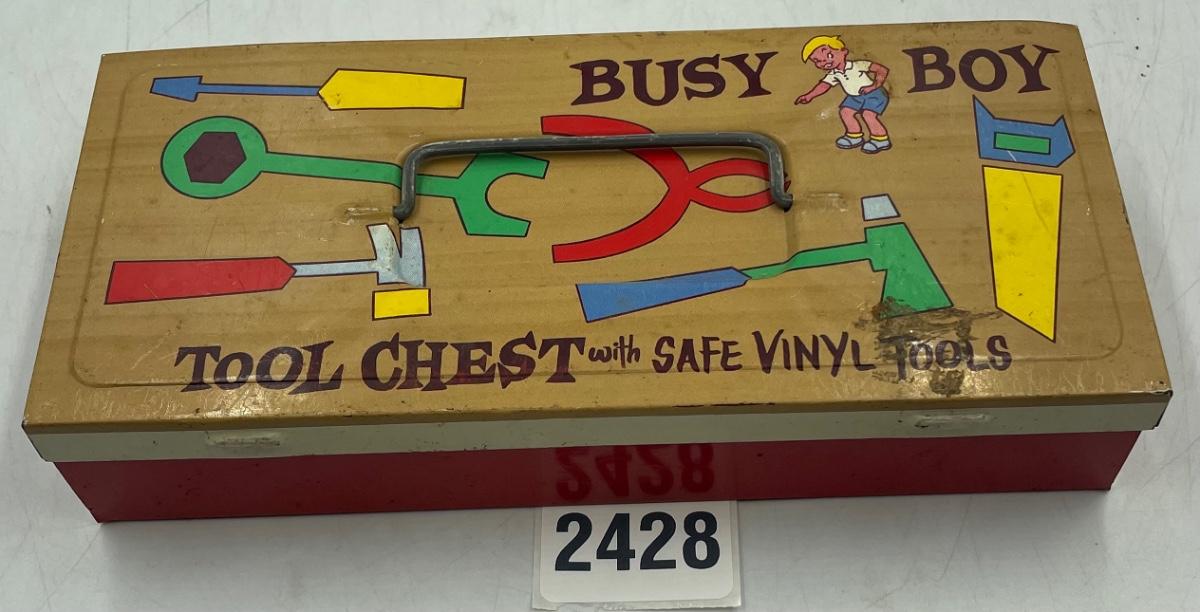 BUSY BOY
TOOL CHEST with SAFE VINYL TOOLS
2428